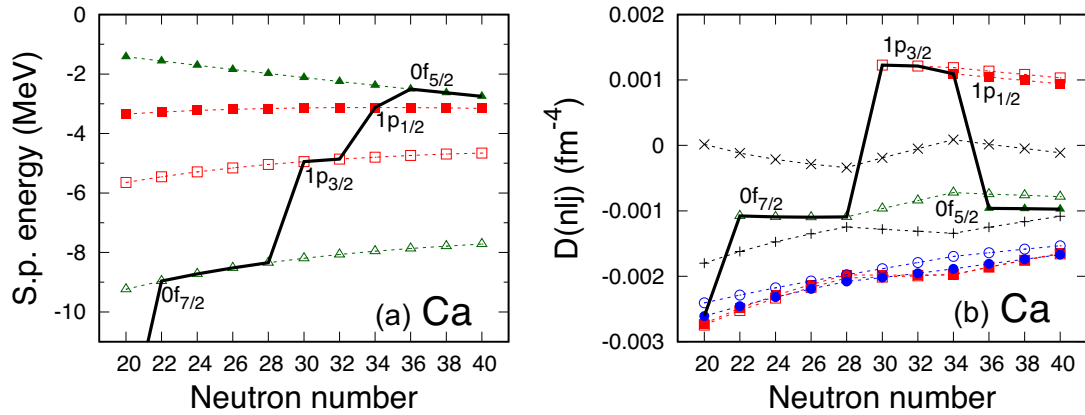 S.p. energy (MeV)
0
-2
-4
-6
-8
-10
0f5/2
1p1/2
1p3/2
0f7/2
(a) Ca
20 22 24 26 28 30 32 34 36 38 40
Neutron number
D(nlj) (fm-4)
0.002
0.001
0
-0.001
-0.002
-0.003
1p3/2
1p1/2
0f7/2
0f5/2
(b) Ca
20 22 24 26 28 30 32 34 36 38 40
Neutron number